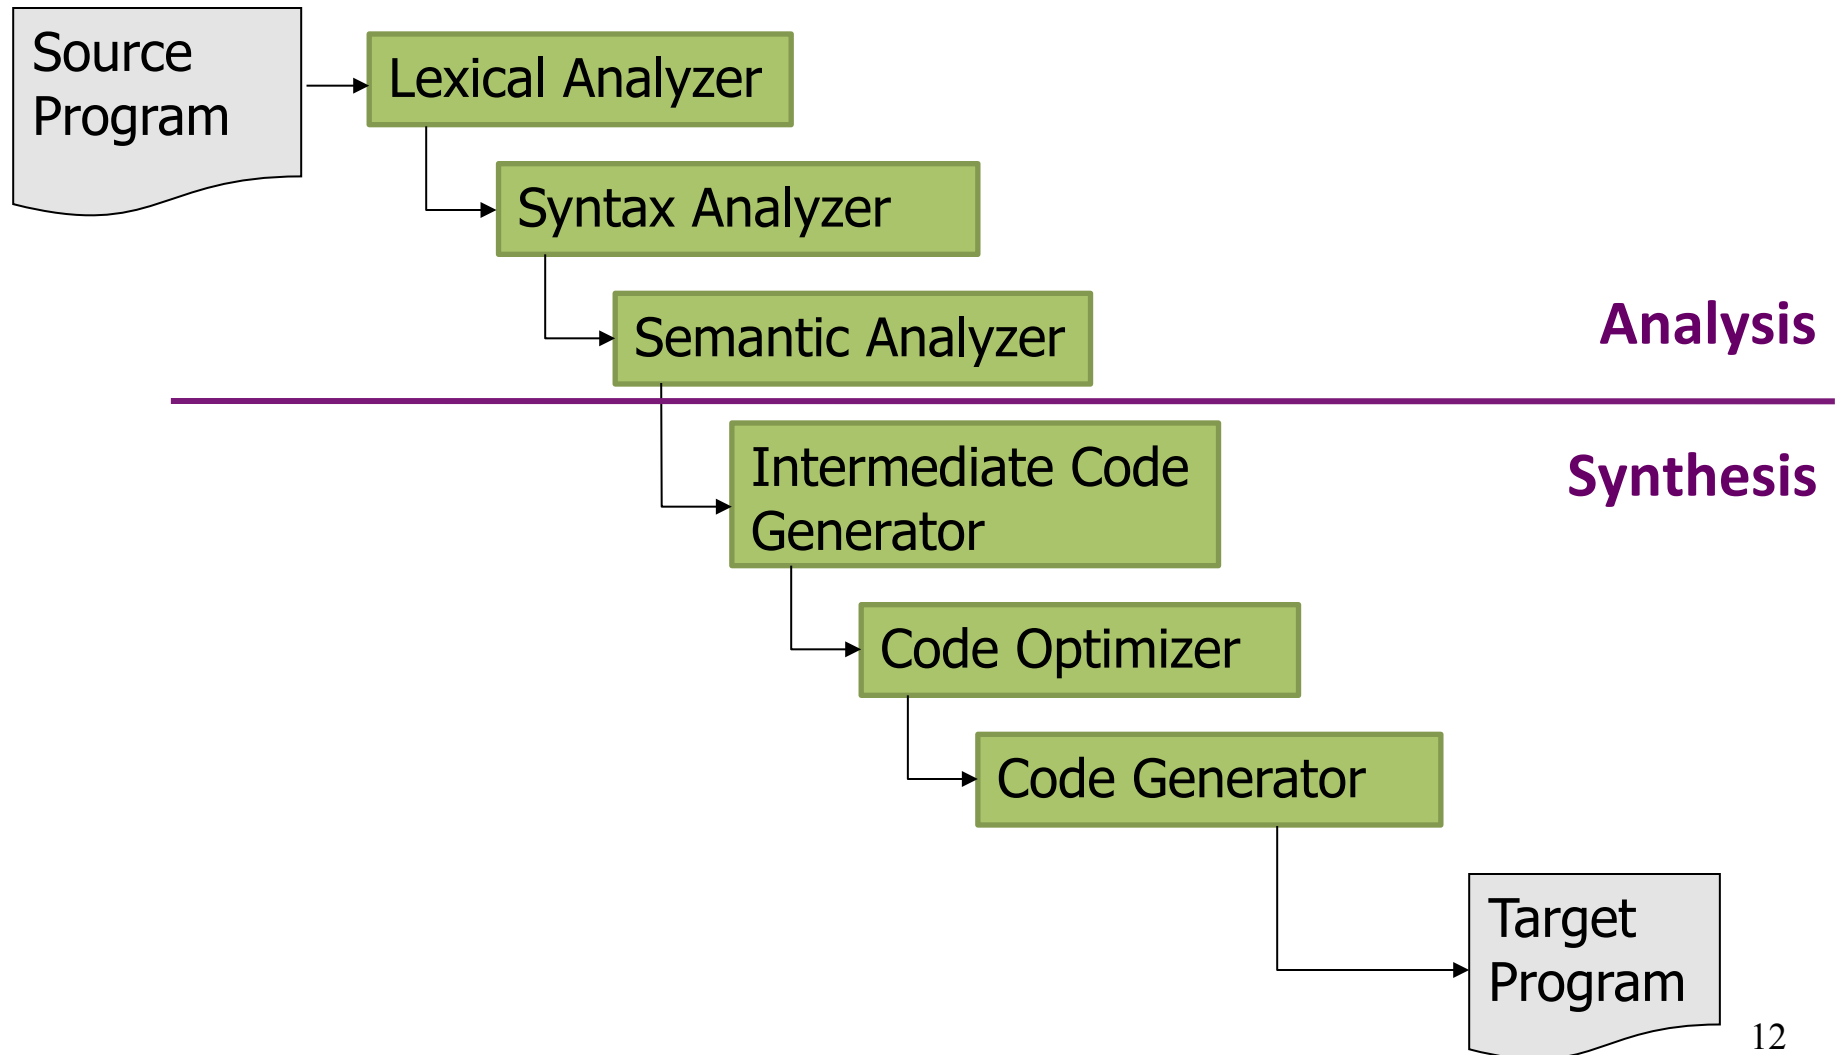 Source
Program
Lexical Analyzer
Syntax Analyzer
Semantic Analyzer
Analysis
Synthesis
Intermediate Code
Generator
Code Optimizer
Code Generator
Target
Program
12